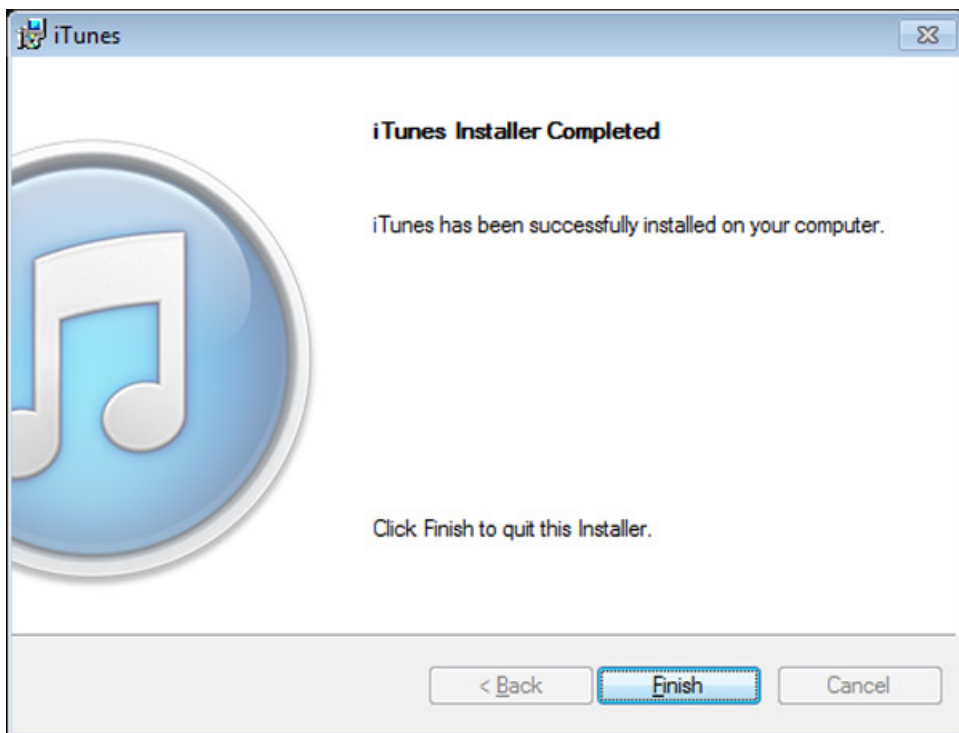 iTunes
iTunes Installer Completed
iTunes has been successfully installed on your computer.
Click Finish to quit this Installer.
< Back Finish Cancel